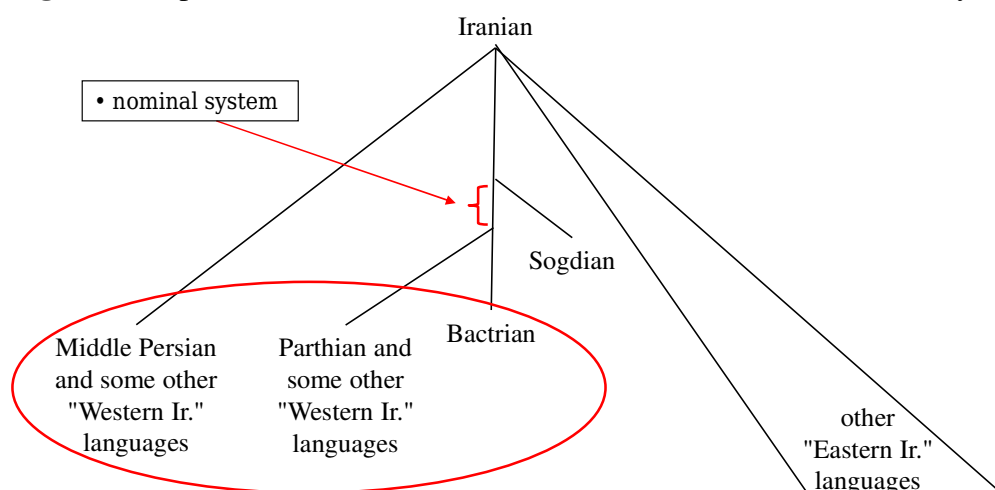 Iranian
• nominal system
Sogdian
Bactrian
Middle Persian
and some other
"Western Ir."
languages
Parthian and
some other
"Western Ir."
languages
other
"Eastern Ir."
languages